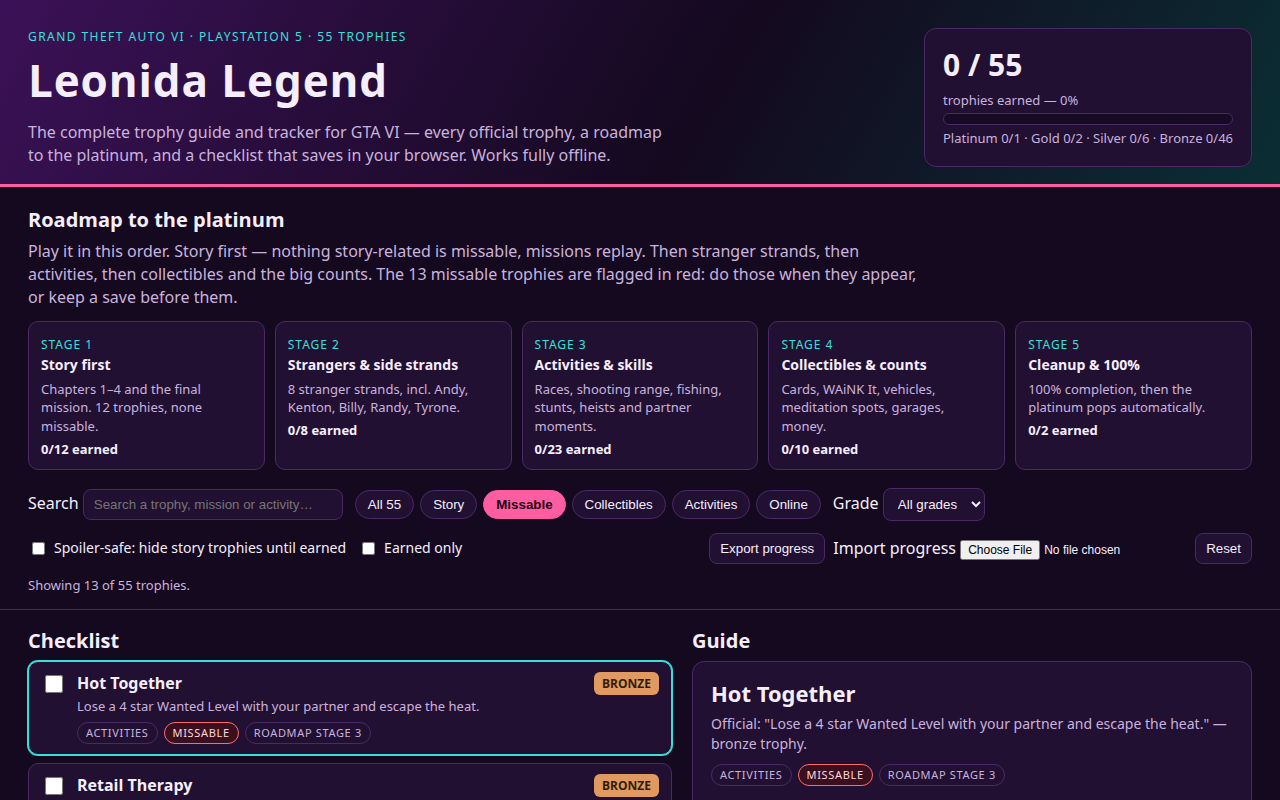 GRAND THEFT AUTO VI · PLAYSTATION 5 · 55 TROPHIES
Leonida Legend
The complete trophy guide and tracker for GTA VI — every official trophy, a roadmap
to the platinum, and a checklist that saves in your browser. Works fully offline.
0 / 55
trophies earned — 0%
Platinum 0/1 · Gold 0/2 · Silver 0/6 · Bronze 0/46
Roadmap to the platinum
Play it in this order. Story first — nothing story-related is missable, missions replay. Then stranger strands, then
activities, then collectibles and the big counts. The 13 missable trophies are flagged in red: do those when they appear,
or keep a save before them.
STAGE 1
Story first
Chapters 1–4 and the final
mission. 12 trophies, none
missable.
0/12 earned
STAGE 2
Strangers & side strands
8 stranger strands, incl. Andy,
Kenton, Billy, Randy, Tyrone.
0/8 earned
STAGE 3
Activities & skills
Races, shooting range, fishing,
stunts, heists and partner
moments.
0/23 earned
STAGE 4
Collectibles & counts
Cards, WAiNK It, vehicles,
meditation spots, garages,
money.
0/10 earned
STAGE 5
Cleanup & 100%
100% completion, then the
platinum pops automatically.
0/2 earned
Search Search a trophy, mission or activity… All 55 Story Missable Collectibles Activities Online Grade All grades
Spoiler-safe: hide story trophies until earned Earned only Export progress Import progress Choose File No file chosen Reset
Showing 13 of 55 trophies.
Checklist
Hot Together BRONZE
Lose a 4 star Wanted Level with your partner and escape the heat.
ACTIVITIES MISSABLE ROADMAP STAGE 3
Retail Therapy BRONZE
Guide
Hot Together
Official: "Lose a 4 star Wanted Level with your partner and escape the heat." —
bronze trophy.
ACTIVITIES MISSABLE ROADMAP STAGE 3